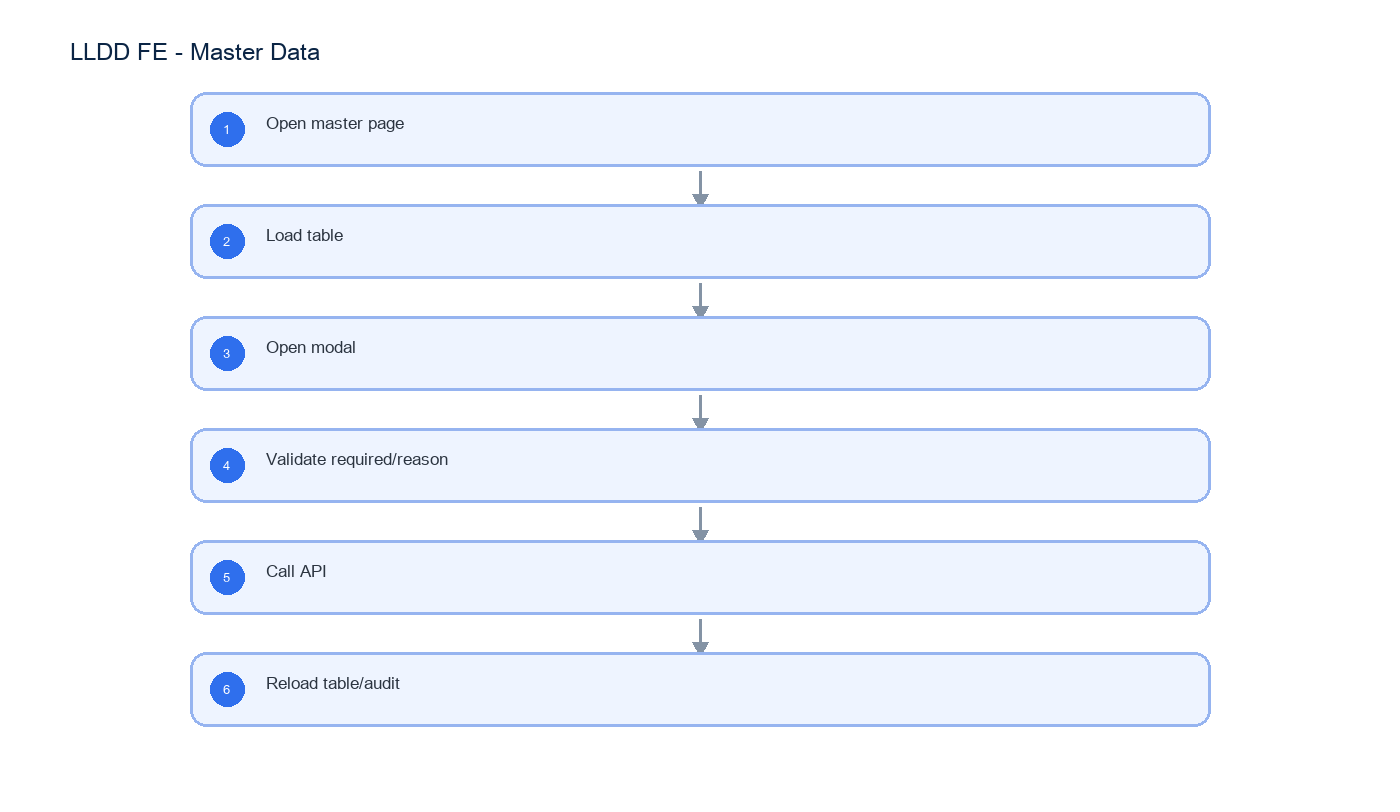 LLDD FE - Master Data
1 Open master page
2 Load table
3 Open modal
4 Validate required/reason
5 Call API
6 Reload table/audit